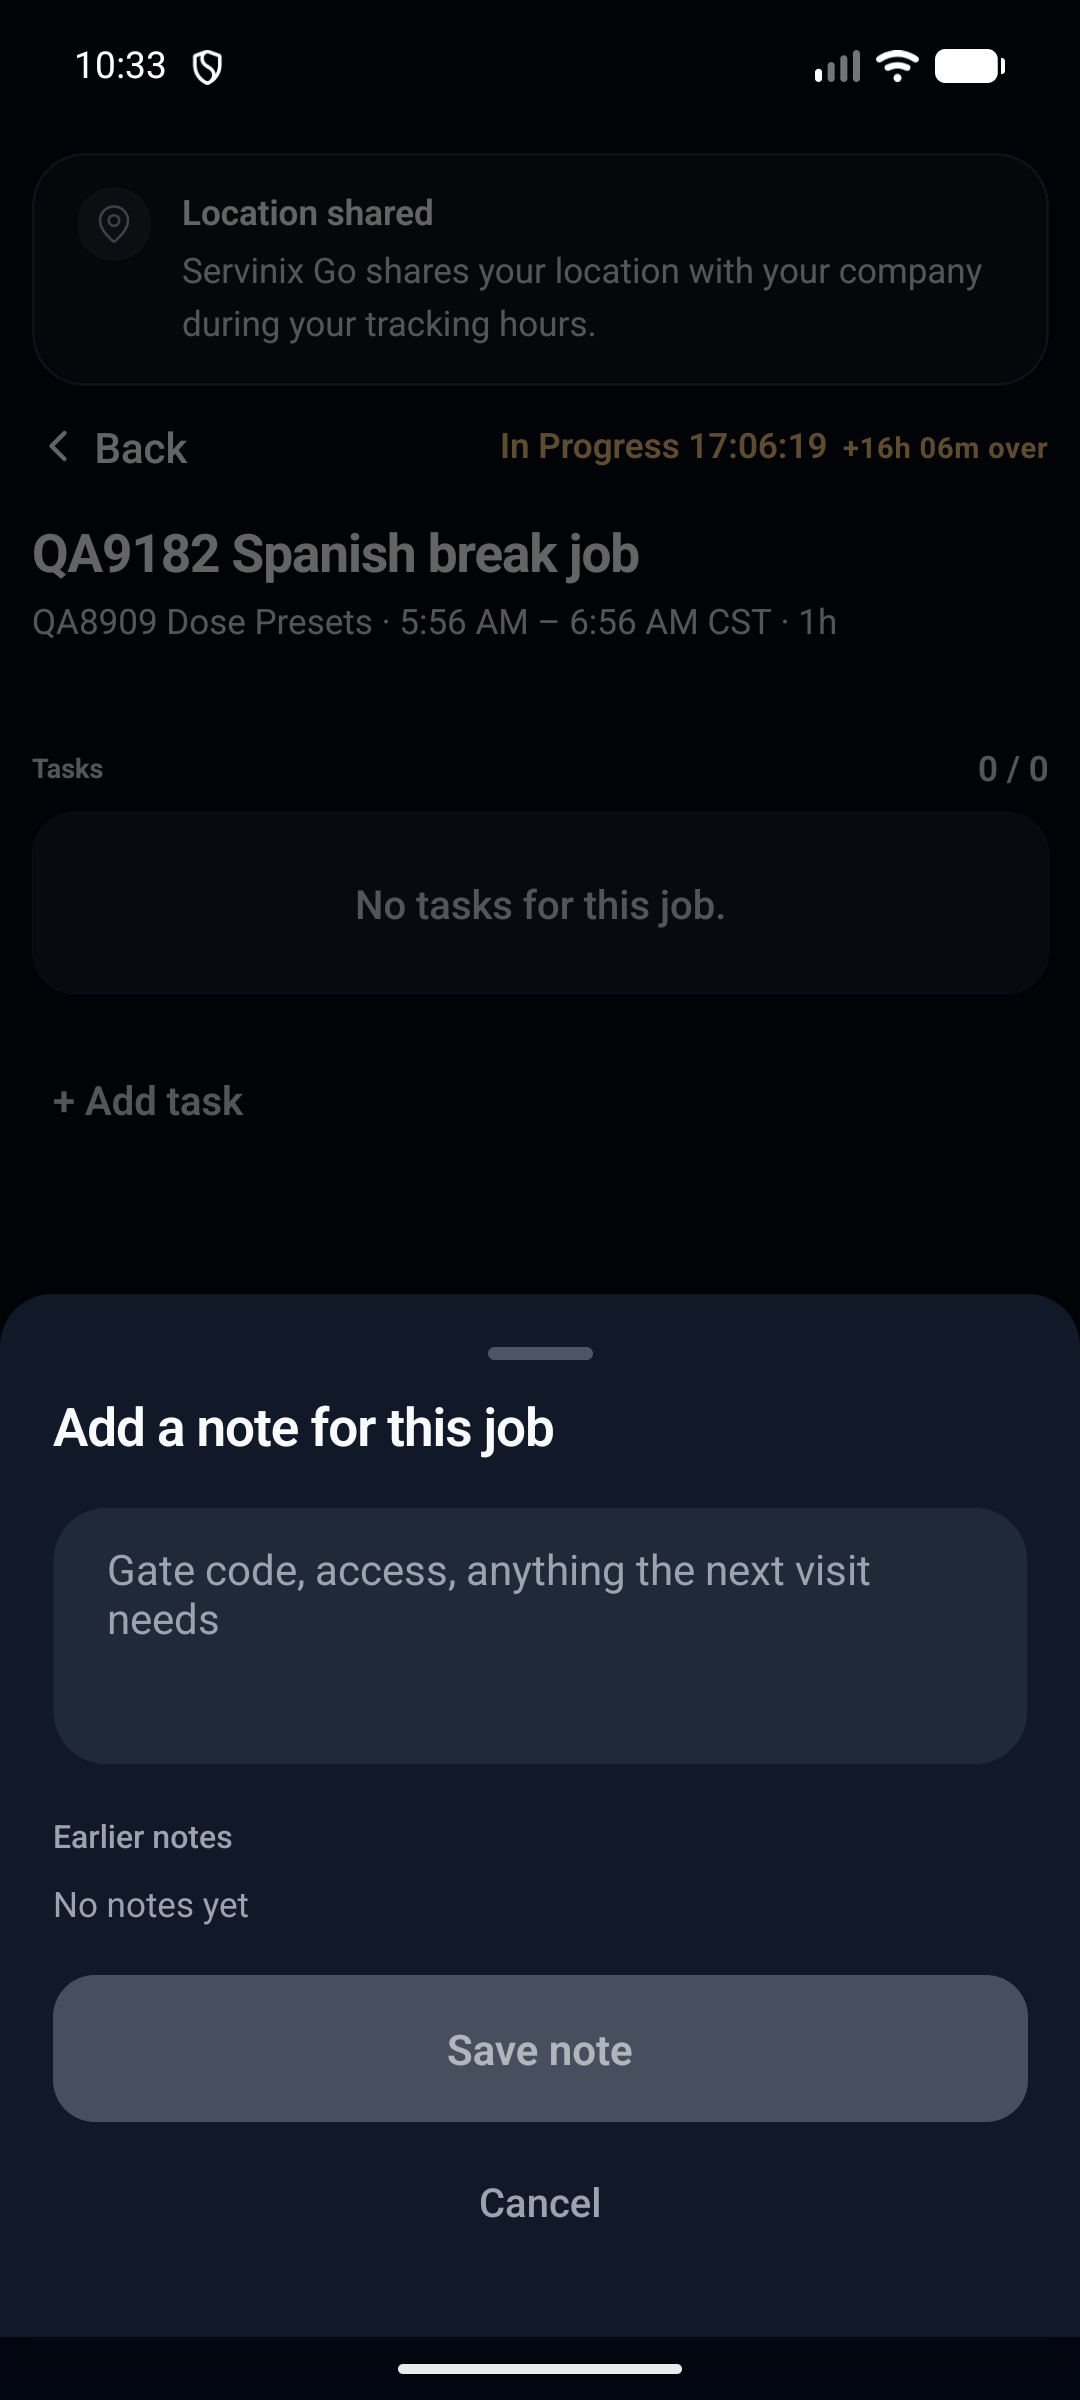 10:33
Location shared
Servinix Go shares your location with your company
during your tracking hours.
Back
In Progress 17:06:19 +16h 06m over
QA9182 Spanish break job
QA8909 Dose Presets · 5:56 AM – 6:56 AM CST · 1h
Tasks
0 / 0
No tasks for this job.
+ Add task
Add a note for this job
Gate code, access, anything the next visit
needs
Earlier notes
No notes yet
Save note
Cancel